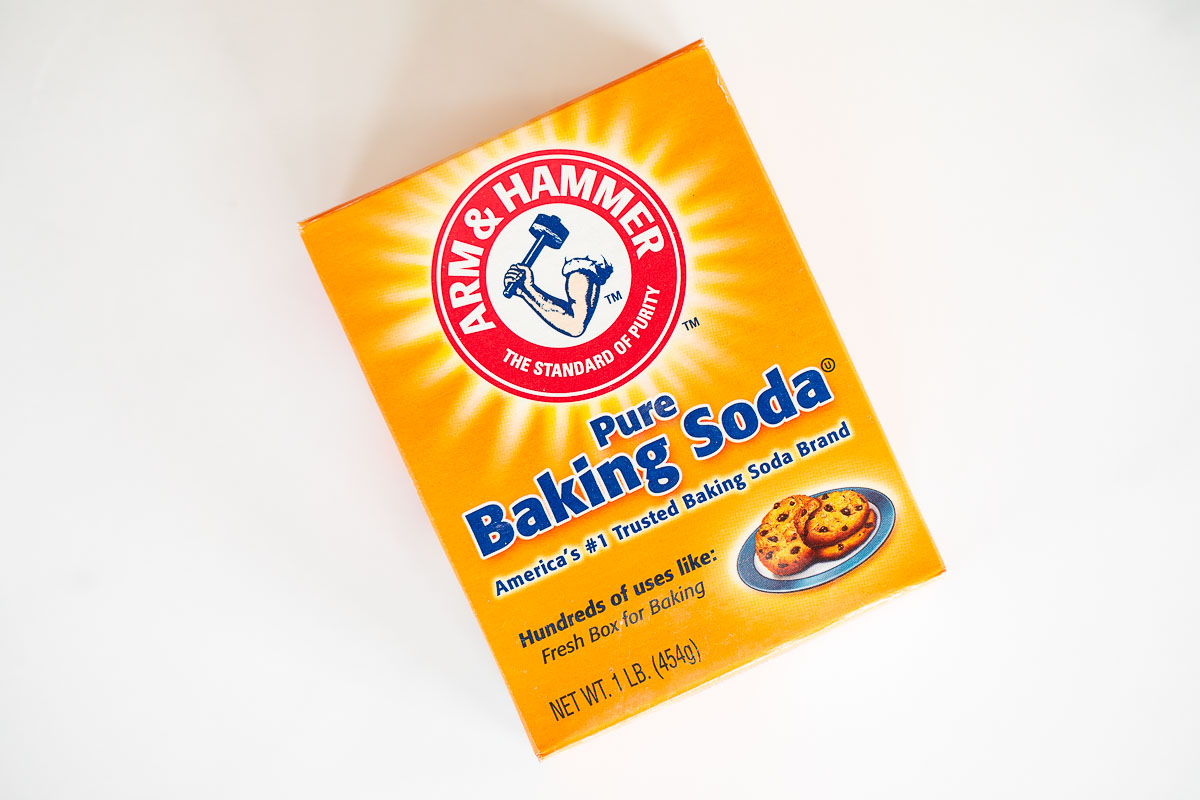 ARM & HAMMER
THE STANDARD OF PURITY
TM
TM
Pure
Baking Soda Ⓤ
America's #1 Trusted Baking Soda Brand
Hundreds of uses like:
Fresh Box for Baking
NET WT. 1 LB. (454g)